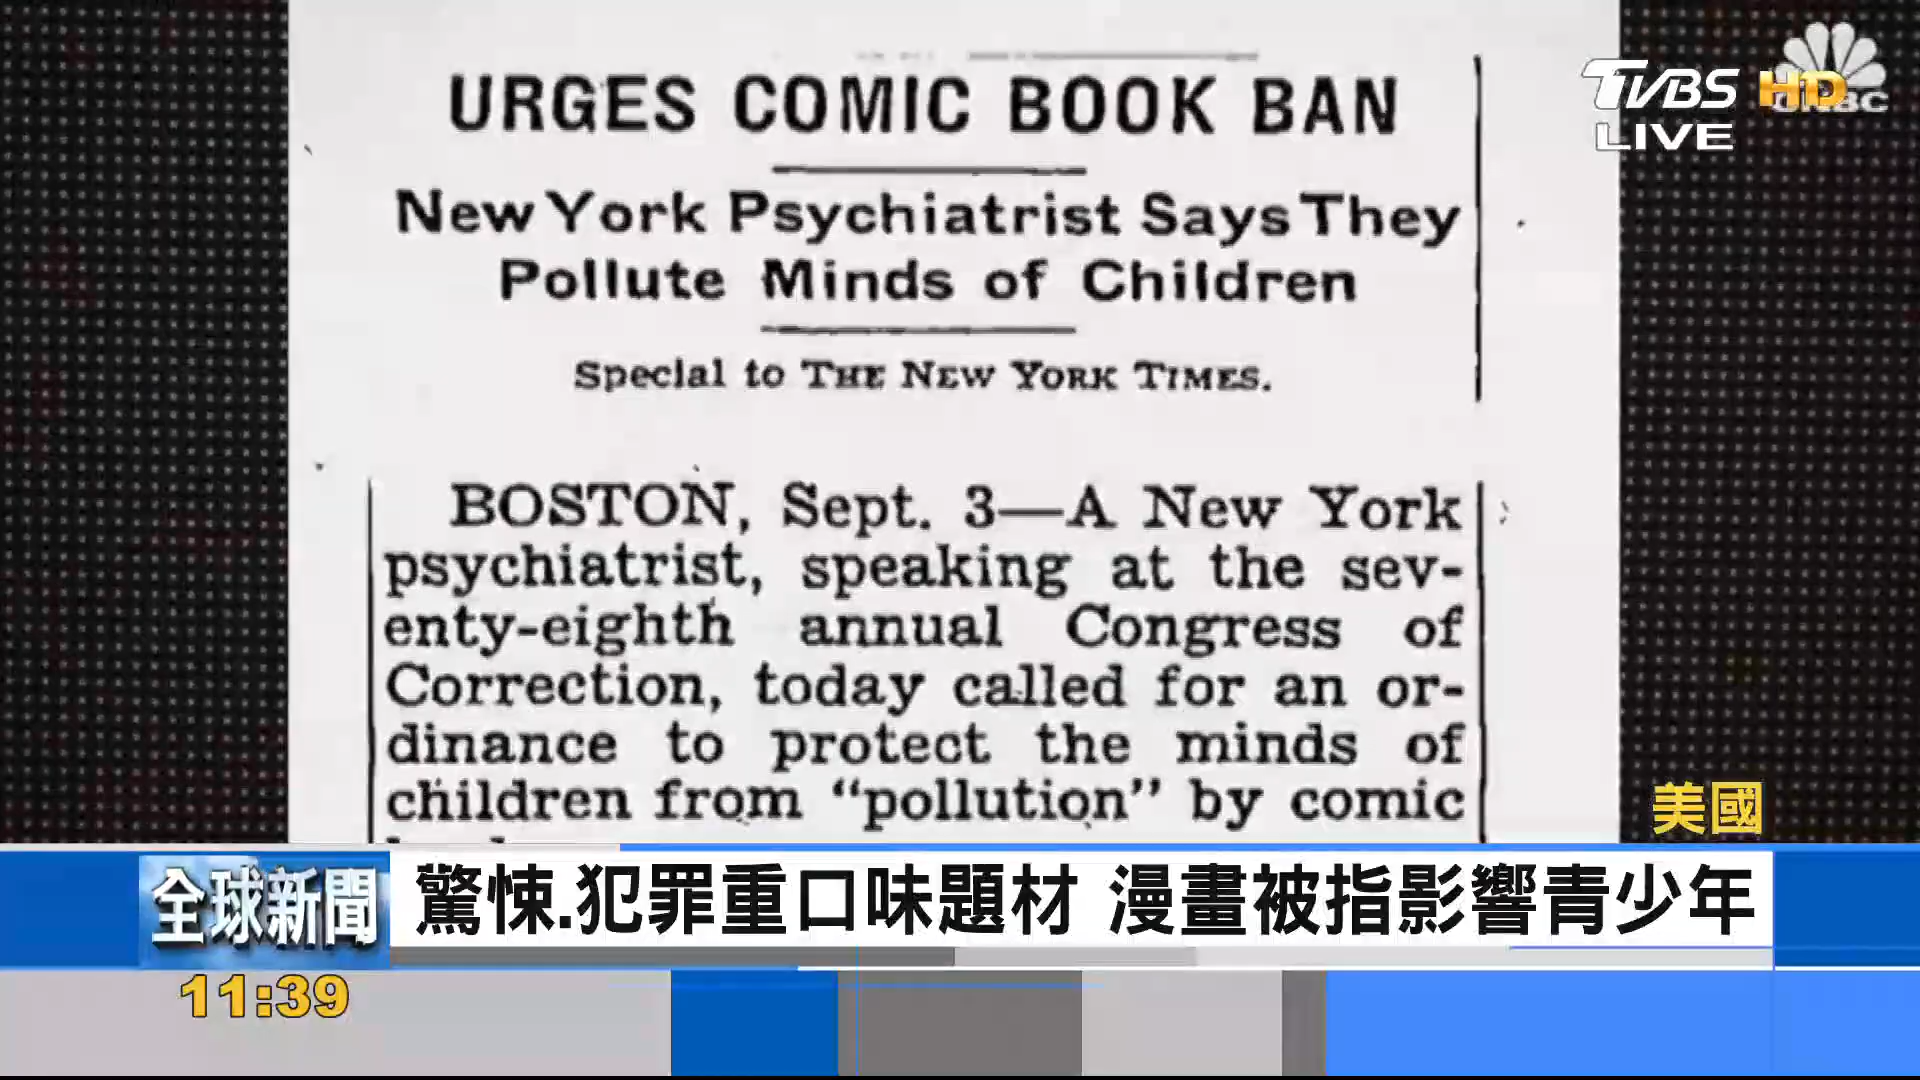 URGES COMIC BOOK BAN
New York Psychiatrist Says They
Pollute Minds of Children
Special to THE NEW YORK TIMES.
BOSTON, Sept. 3—A New York
psychiatrist, speaking at the sev-
enty-eighth annual Congress of
Correction, today called for an or-
dinance to protect the minds of
children from "pollution" by comic
TVBS HD
LIVE
CNBC
美國
全球新聞
驚悚.犯罪重口味題材 漫畫被指影響青少年
11:39